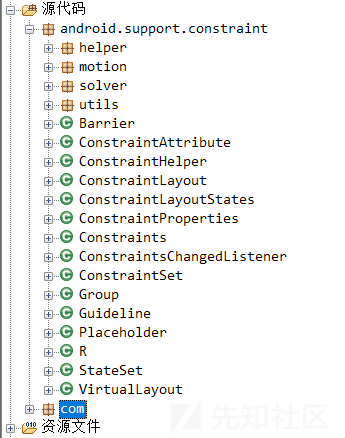 源代码
android.support.constraint
helper
motion
solver
utils
Barrier
ConstraintAttribute
ConstraintHelper
ConstraintLayout
ConstraintLayoutStates
ConstraintProperties
Constraints
ConstraintsChangedListener
ConstraintSet
Group
Guideline
Placeholder
R
StateSet
VirtualLayout
com
资源文件
先知社区